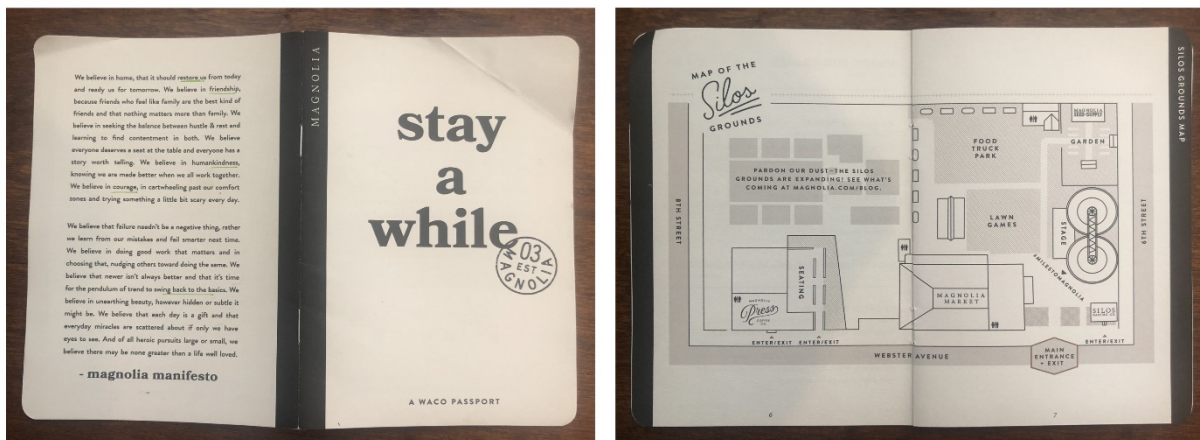 We believe in home, that it should restore us from today
and ready us for tomorrow. We believe in friendship,
because friends who feel like family are the best kind of
friends and that nothing matters more than family. We
believe in seeking the balance between hustle & rest and
learning to find contentment in both. We believe
everyone deserves a seat at the table and everyone has a
story worth telling. We believe in humankindness,
knowing we are made better when we all work together.
We believe in courage, in cartwheeling past our comfort
zones and trying something a little bit scary every day.
We believe that failure needn't be a negative thing, rather
we learn from our mistakes and fail smarter next time.
We believe in doing good work that matters and in
choosing that, nudging others toward doing the same. We
believe that newer isn't always better and that it's time
for the pendulum of trend to swing back to the basics. We
believe in unearthing beauty, however hidden or subtle it
might be. We believe that each day is a gift and that
everyday miracles are scattered about if only we have
eyes to see. And of all heroic pursuits large or small, we
believe there may be none greater than a life well loved.
- magnolia manifesto
MAGNOLIA
stay
a
while
03
EST
MAGNOLIA
A WACO PASSPORT
MAP OF THE
Silos
GROUNDS
SILOS GROUNDS MAP
PARDON OUR DUST—THE SILOS
GROUNDS ARE EXPANDING! SEE WHAT'S
COMING AT MAGNOLIA.COM/BLOG.
FOOD
TRUCK
PARK
MAGNOLIA
GARDEN
LAWN
GAMES
STAGE
#MILESTOMAGNOLIA
8TH STREET
6TH STREET
SEATING
MAGNOLIA
Press
MAGNOLIA
MARKET
SILOS
BAKING CO
ENTER/EXIT
ENTER/EXIT
ENTER/EXIT
WEBSTER AVENUE
MAIN
ENTRANCE
+ EXIT
6
7